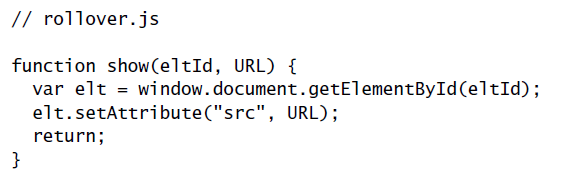 // rollover.js
function show(eltId, URL) {
  var elt = window.document.getElementById(eltId);
  elt.setAttribute("src", URL);
  return;
}